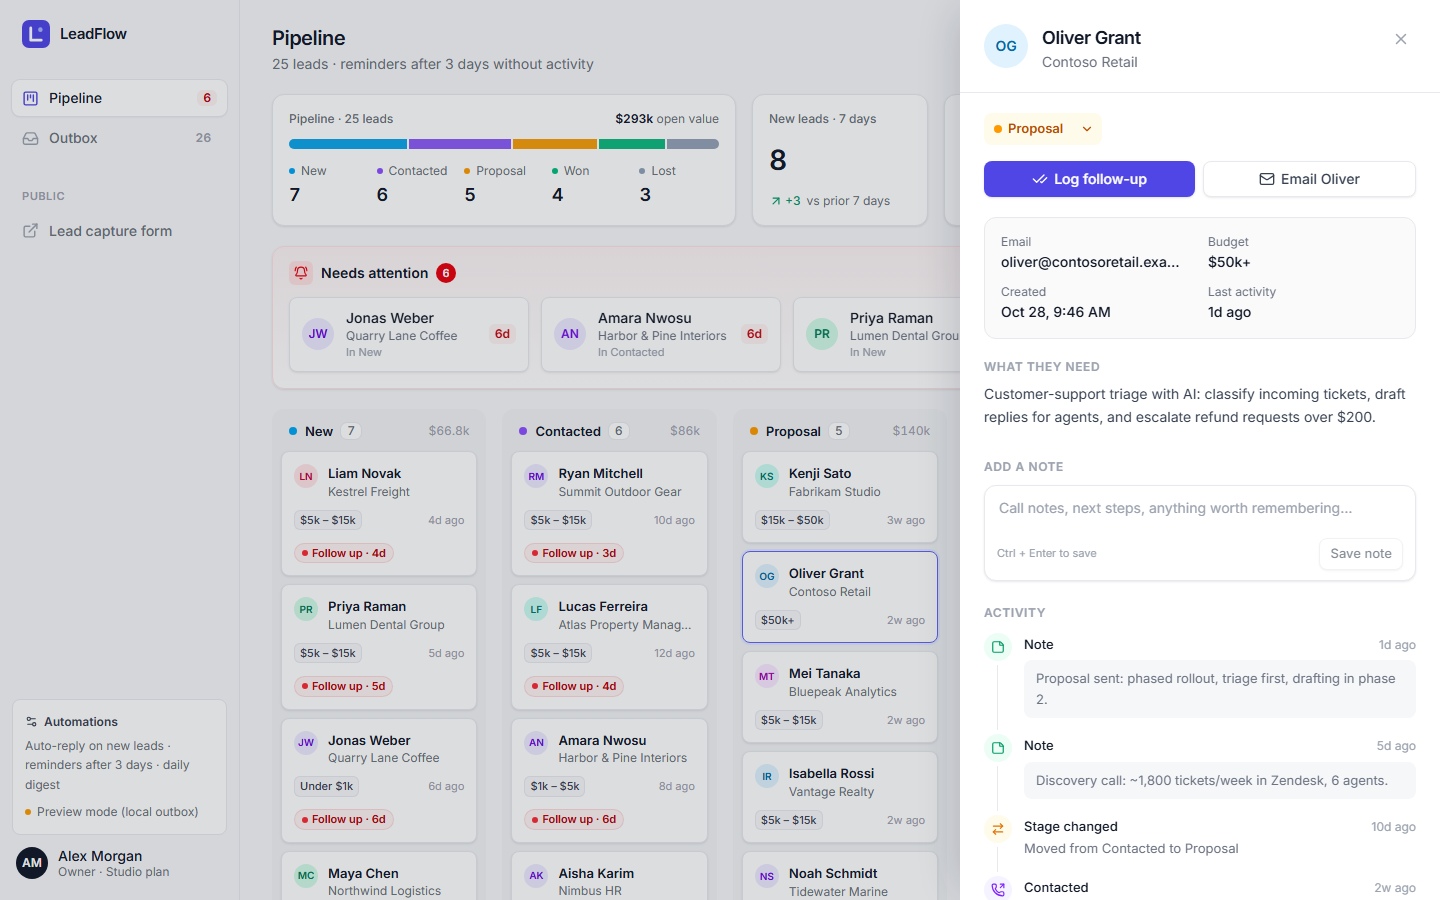 LeadFlow
Pipeline 6
Outbox 26
PUBLIC
Lead capture form
Automations
Auto-reply on new leads ·
reminders after 3 days · daily
digest
Preview mode (local outbox)
AM
Alex Morgan
Owner · Studio plan
Pipeline
25 leads · reminders after 3 days without activity
Pipeline · 25 leads $293k open value
New Contacted Proposal Won Lost
7 6 5 4 3
New leads · 7 days
8
+3 vs prior 7 days
Needs attention 6
JW
Jonas Weber
Quarry Lane Coffee
In New
6d
AN
Amara Nwosu
Harbor & Pine Interiors
In Contacted
6d
PR
Priya Raman
Lumen Dental Grou
In New
New 7 $66.8k
LN
Liam Novak
Kestrel Freight
$5k – $15k 4d ago
Follow up · 4d
PR
Priya Raman
Lumen Dental Group
$5k – $15k 5d ago
Follow up · 5d
JW
Jonas Weber
Quarry Lane Coffee
Under $1k 6d ago
Follow up · 6d
MC
Maya Chen
Northwind Logistics
Contacted 6 $86k
RM
Ryan Mitchell
Summit Outdoor Gear
$5k – $15k 10d ago
Follow up · 3d
LF
Lucas Ferreira
Atlas Property Manag...
$5k – $15k 12d ago
Follow up · 4d
AN
Amara Nwosu
Harbor & Pine Interiors
$1k – $5k 8d ago
Follow up · 6d
AK
Aisha Karim
Nimbus HR
Proposal 5 $140k
KS
Kenji Sato
Fabrikam Studio
$15k – $50k 3w ago
OG
Oliver Grant
Contoso Retail
$50k+ 2w ago
MT
Mei Tanaka
Bluepeak Analytics
$5k – $15k 2w ago
IR
Isabella Rossi
Vantage Realty
$5k – $15k 2w ago
NS
Noah Schmidt
Tidewater Marine
OG
Oliver Grant
Contoso Retail
Proposal
Log follow-up
Email Oliver
Email Budget
oliver@contosoretail.exa... $50k+
Created Last activity
Oct 28, 9:46 AM 1d ago
WHAT THEY NEED
Customer-support triage with AI: classify incoming tickets, draft
replies for agents, and escalate refund requests over $200.
ADD A NOTE
Call notes, next steps, anything worth remembering...
Ctrl + Enter to save Save note
ACTIVITY
Note 1d ago
Proposal sent: phased rollout, triage first, drafting in phase
2.
Note 5d ago
Discovery call: ~1,800 tickets/week in Zendesk, 6 agents.
Stage changed 10d ago
Moved from Contacted to Proposal
Contacted 2w ago